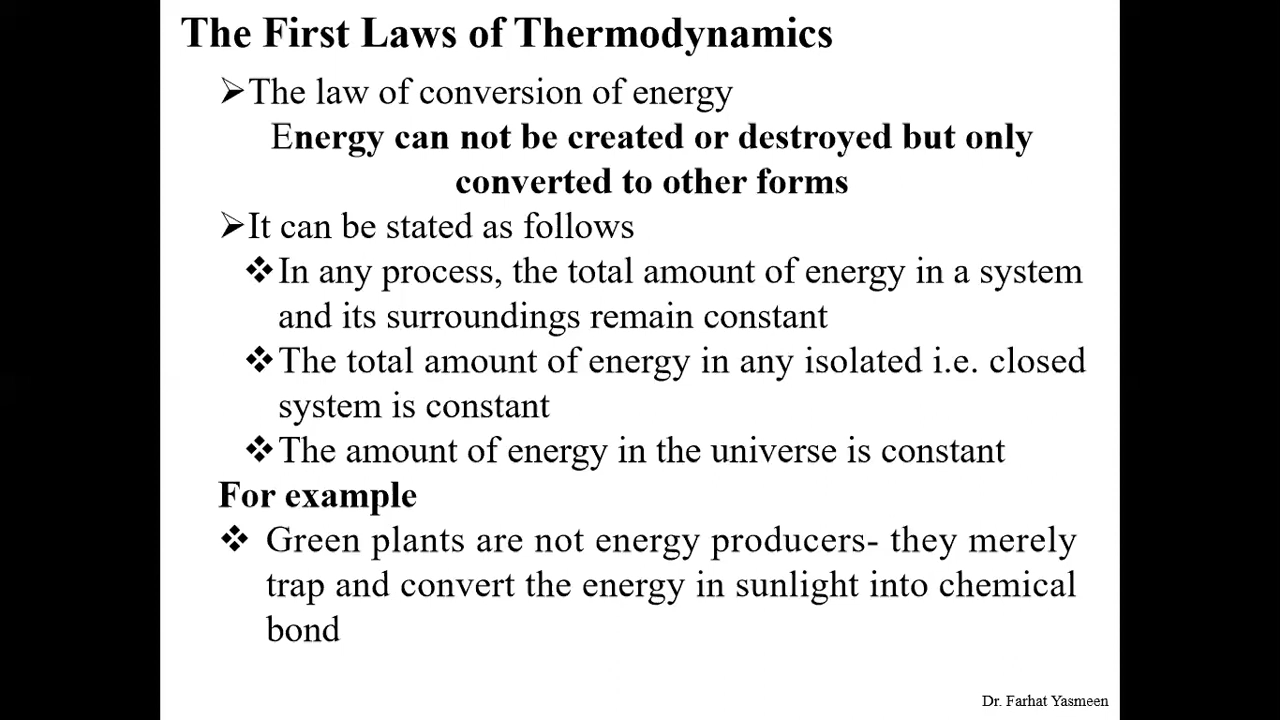 The First Laws of Thermodynamics
➢The law of conversion of energy
Energy can not be created or destroyed but only
converted to other forms
➢It can be stated as follows
❖In any process, the total amount of energy in a system
and its surroundings remain constant
❖The total amount of energy in any isolated i.e. closed
system is constant
❖The amount of energy in the universe is constant
For example
❖ Green plants are not energy producers- they merely
trap and convert the energy in sunlight into chemical
bond
Dr. Farhat Yasmeen